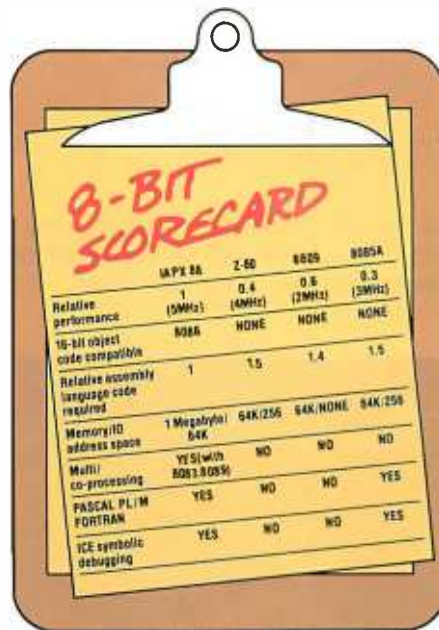 8-BIT
SCORECARD
iAPX 88 Z-80 6809 8085A
Relative performance 1 (5MHz) 0.4 (4MHz) 0.6 (2MHz) 0.3 (3MHz)
16-bit object code compatible 8086 NONE NONE NONE
Relative assembly language code required 1 1.5 1.4 1.5
Memory/IO address space 1 Megabyte/ 64K 64K/256 64K/NONE 64K/256
Multi/ co-processing YES (with 8087, 8089) NO NO NO
PASCAL PL/M FORTRAN YES NO NO YES
ICE symbolic debugging YES NO NO YES